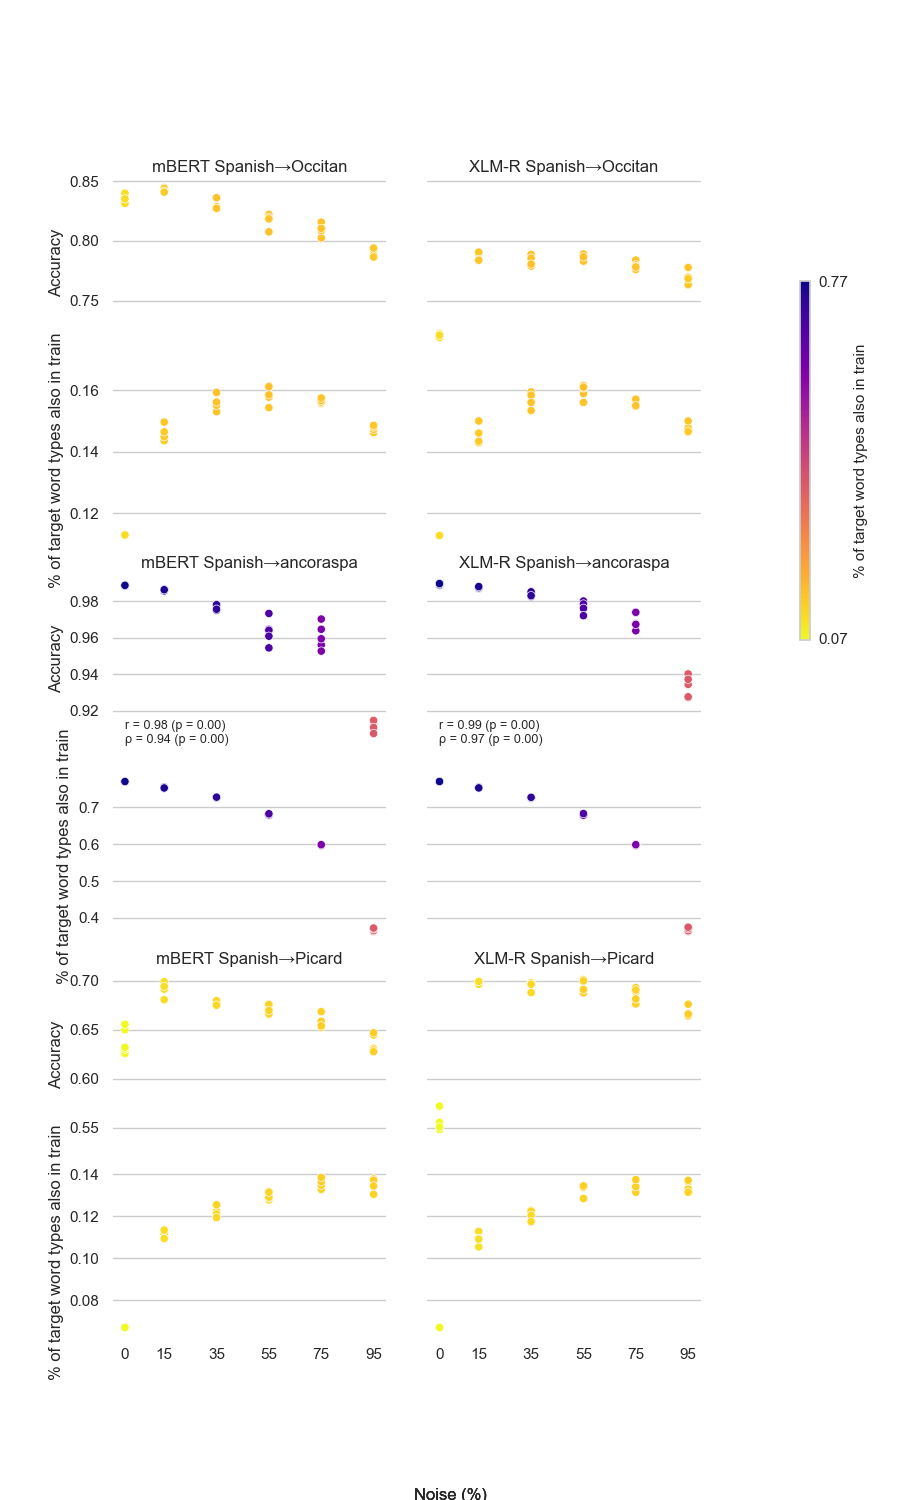 mBERT Spanish→Occitan
XLM-R Spanish→Occitan
0.85
0.80
0.75
Accuracy
0.16
0.14
0.12
% of target word types also in train
mBERT Spanish→ancoraspa
XLM-R Spanish→ancoraspa
0.98
0.96
0.94
0.92
Accuracy
r = 0.98 (p = 0.00)
ρ = 0.94 (p = 0.00)
r = 0.99 (p = 0.00)
ρ = 0.97 (p = 0.00)
0.7
0.6
0.5
0.4
% of target word types also in train
mBERT Spanish→Picard
XLM-R Spanish→Picard
0.70
0.65
0.60
0.55
Accuracy
0.14
0.12
0.10
0.08
% of target word types also in train
0 15 35 55 75 95
0 15 35 55 75 95
Noise (%)
0.77
0.07
% of target word types also in train